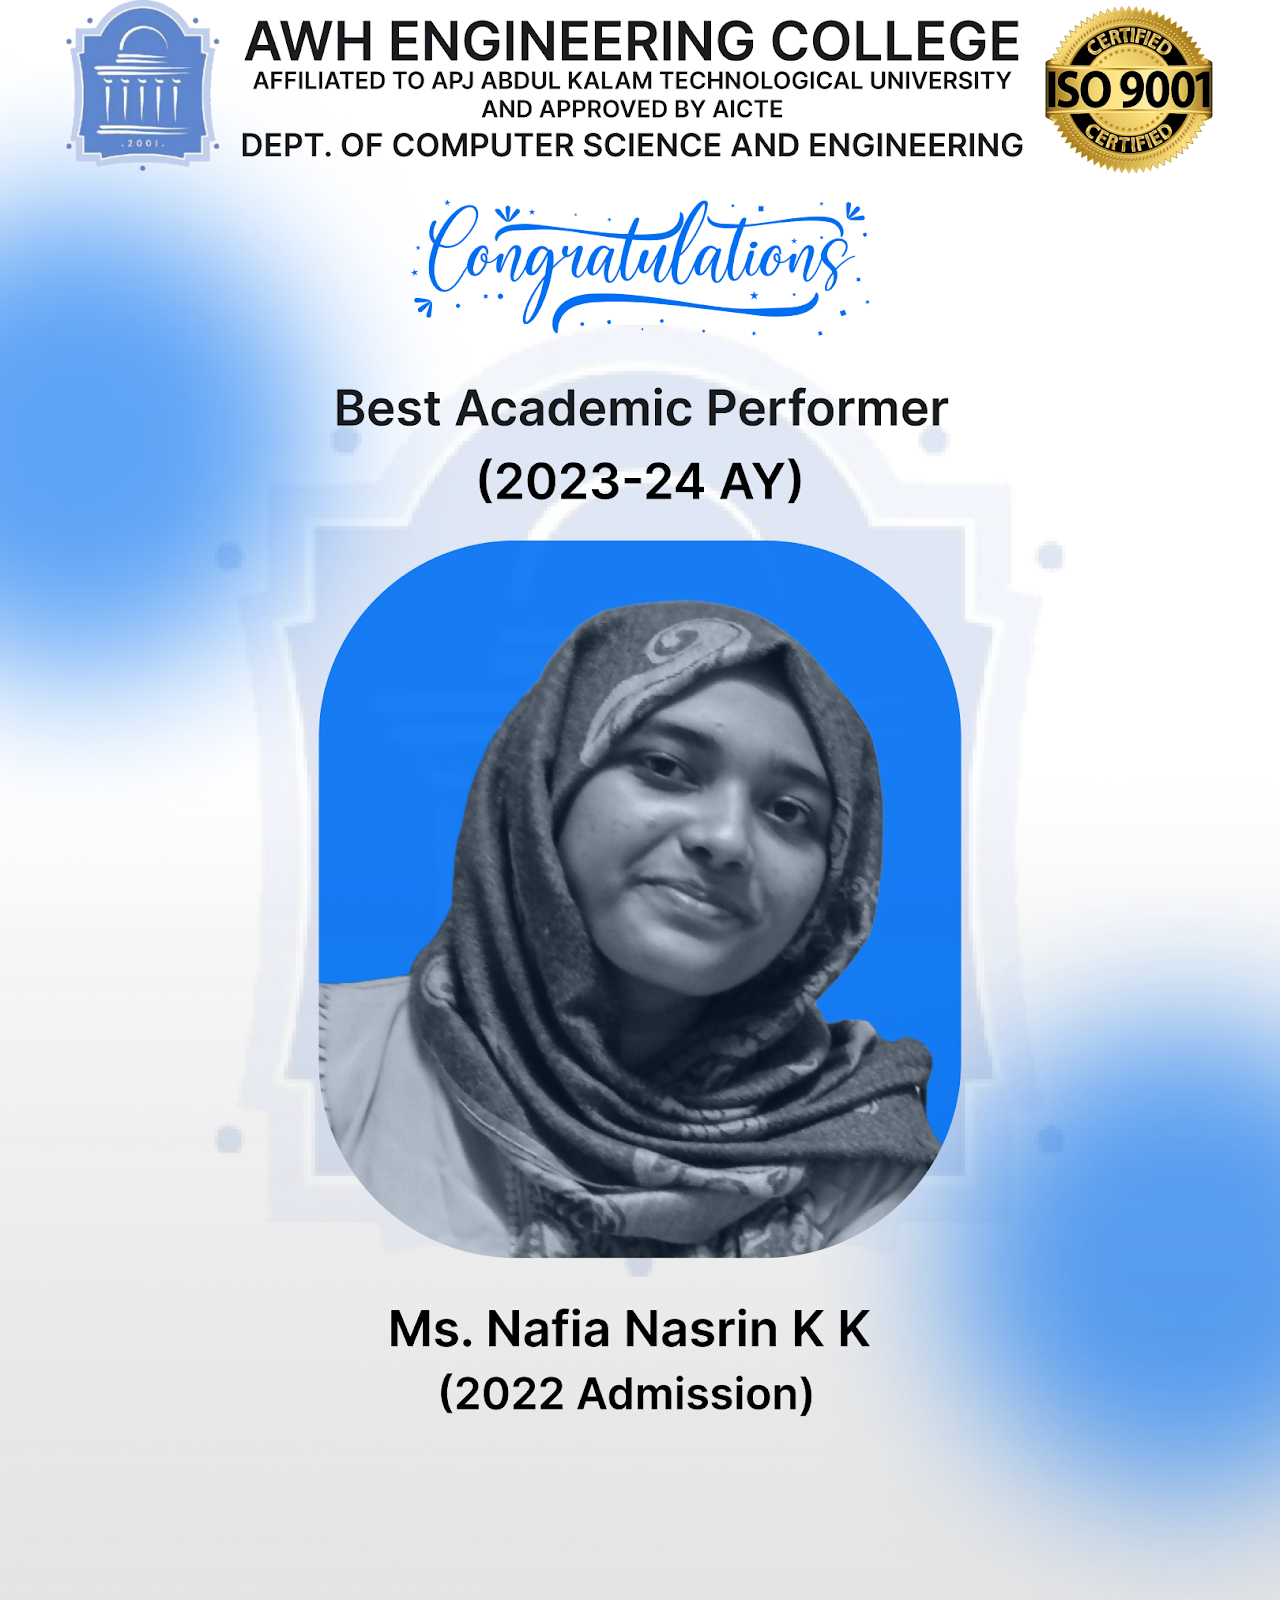 AWH ENGINEERING COLLEGE
AFFILIATED TO APJ ABDUL KALAM TECHNOLOGICAL UNIVERSITY
AND APPROVED BY AICTE
DEPT. OF COMPUTER SCIENCE AND ENGINEERING
.2001.
CERTIFIED
ISO 9001
CERTIFIED
Congratulations
Best Academic Performer
(2023-24 AY)
Ms. Nafia Nasrin K K
(2022 Admission)